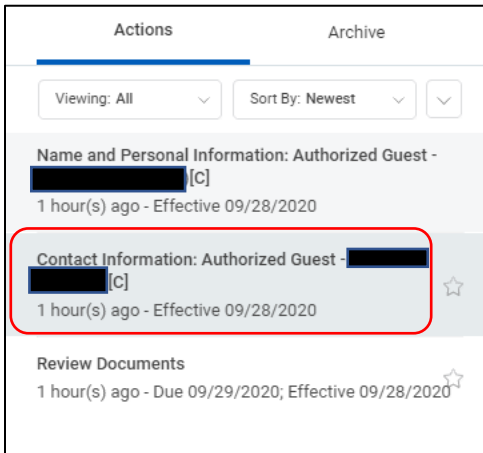 Actions Archive
Viewing: All Sort By: Newest
Name and Personal Information: Authorized Guest -
)[C]
1 hour(s) ago - Effective 09/28/2020
Contact Information: Authorized Guest -
[C]
1 hour(s) ago - Effective 09/28/2020
Review Documents
1 hour(s) ago - Due 09/29/2020; Effective 09/28/2020